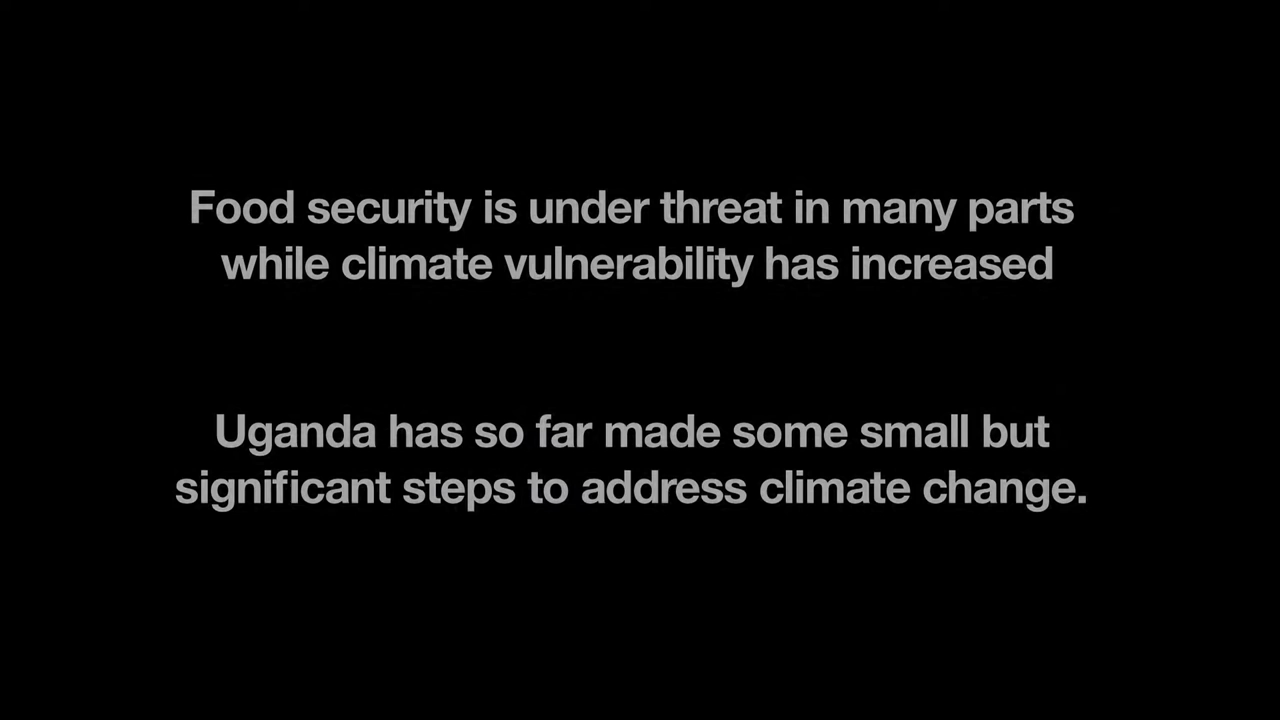 Food security is under threat in many parts
while climate vulnerability has increased
Uganda has so far made some small but
significant steps to address climate change.